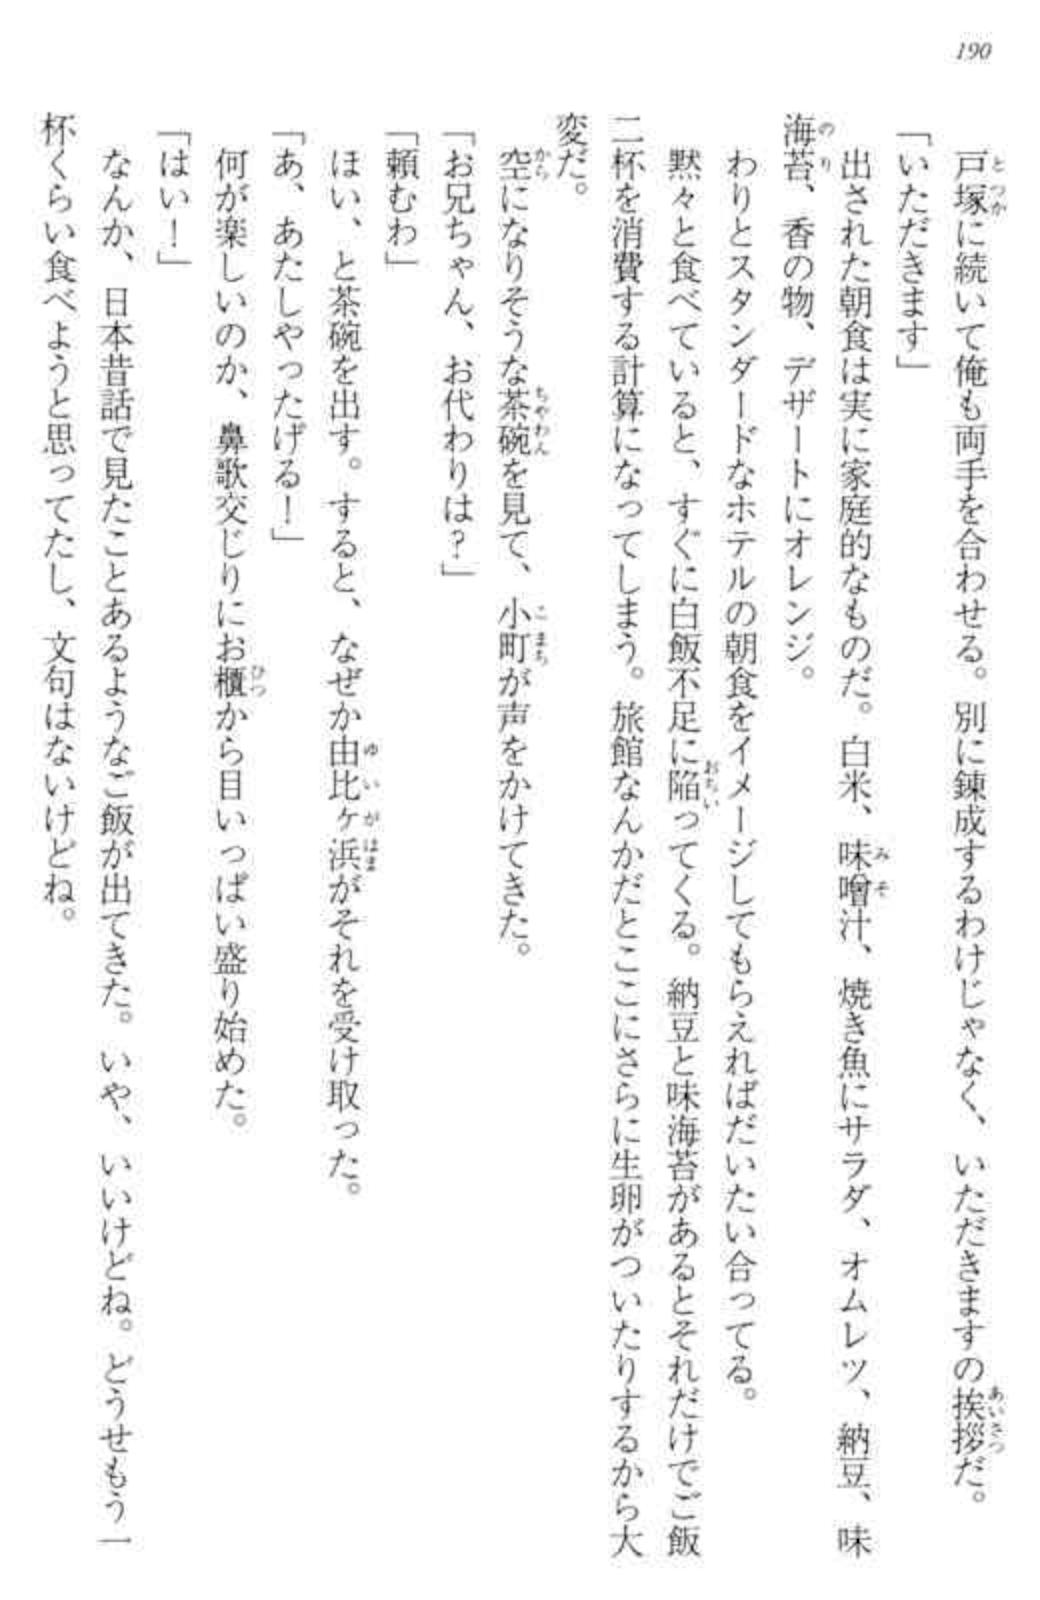 190
戸塚に続いて俺も両手を合わせる。別に錬成するわけじゃなく、いただきますの挨拶だ。
「いただきます」
出された朝食は実に家庭的なものだ。白米、味噌汁、焼き魚にサラダ、オムレツ、納豆、味
海苔、香の物、デザートにオレンジ。
わりとスタンダードなホテルの朝食をイメージしてもらえればだいたい合ってる。
黙々と食べていると、すぐに白飯不足に陥ってくる。納豆と味海苔があるとそれだけでご飯
二杯を消費する計算になってしまう。旅館なんかだとここにさらに生卵がついたりするから大
変だ。
空になりそうな茶碗を見て、小町が声をかけてきた。
「お兄ちゃん、お代わりは？」
「頼むわ」
ほい、と茶碗を出す。すると、なぜか由比ヶ浜がそれを受け取った。
「あ、あたしやったげる！」
何が楽しいのか、鼻歌交じりにお櫃から目いっぱい盛り始めた。
「はい！」
なんか、日本昔話で見たことあるようなご飯が出てきた。いや、いいけどね。どうせもう一
杯くらい食べようと思ってたし、文句はないけどね。